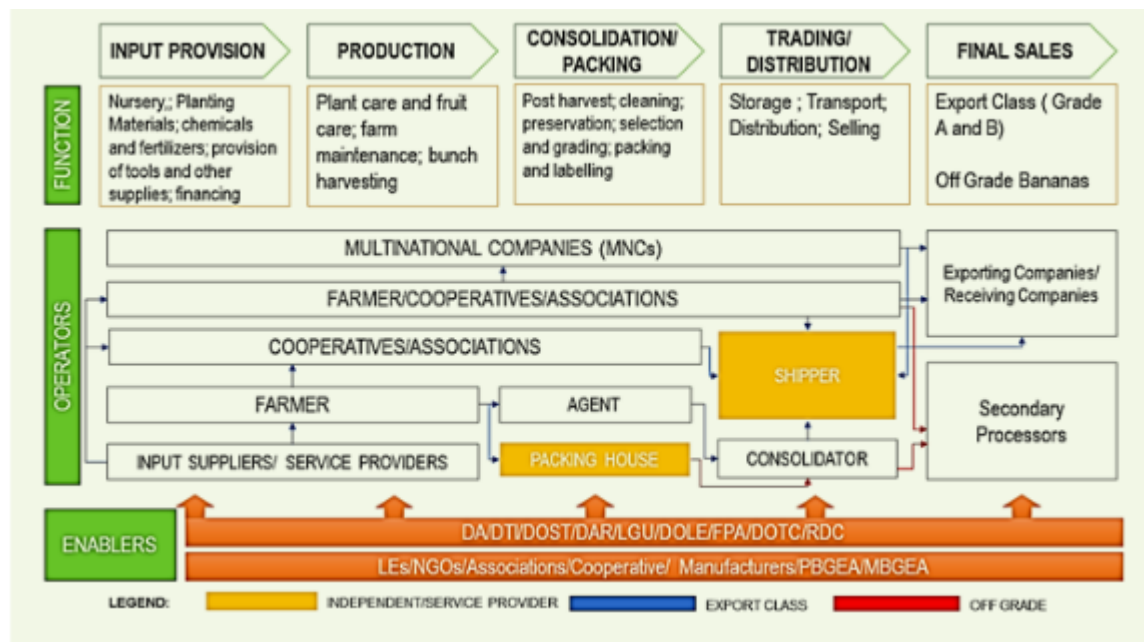 INPUT PROVISION
PRODUCTION
CONSOLIDATION/
PACKING
TRADING/
DISTRIBUTION
FINAL SALES
FUNCTION
Nursery,; Planting
Materials; chemicals
and fertilizers; provision
of tools and other
supplies; financing
Plant care and fruit
care; farm
maintenance; bunch
harvesting
Post harvest; cleaning;
preservation; selection
and grading; packing
and labelling
Storage ; Transport;
Distribution; Selling
Export Class ( Grade
A and B)
Off Grade Bananas
OPERATORS
MULTINATIONAL COMPANIES (MNCs)
FARMER/COOPERATIVES/ASSOCIATIONS
COOPERATIVES/ASSOCIATIONS
FARMER
AGENT
INPUT SUPPLIERS/ SERVICE PROVIDERS
PACKING HOUSE
SHIPPER
CONSOLIDATOR
Exporting Companies/
Receiving Companies
Secondary
Processors
ENABLERS
DA/DTI/DOST/DAR/LGU/DOLE/FPA/DOTC/RDC
LEs/NGOs/Associations/Cooperative/ Manufacturers/PBGEA/MBGEA
LEGEND:
INDEPENDENT/SERVICE PROVIDER
EXPORT CLASS
OFF GRADE